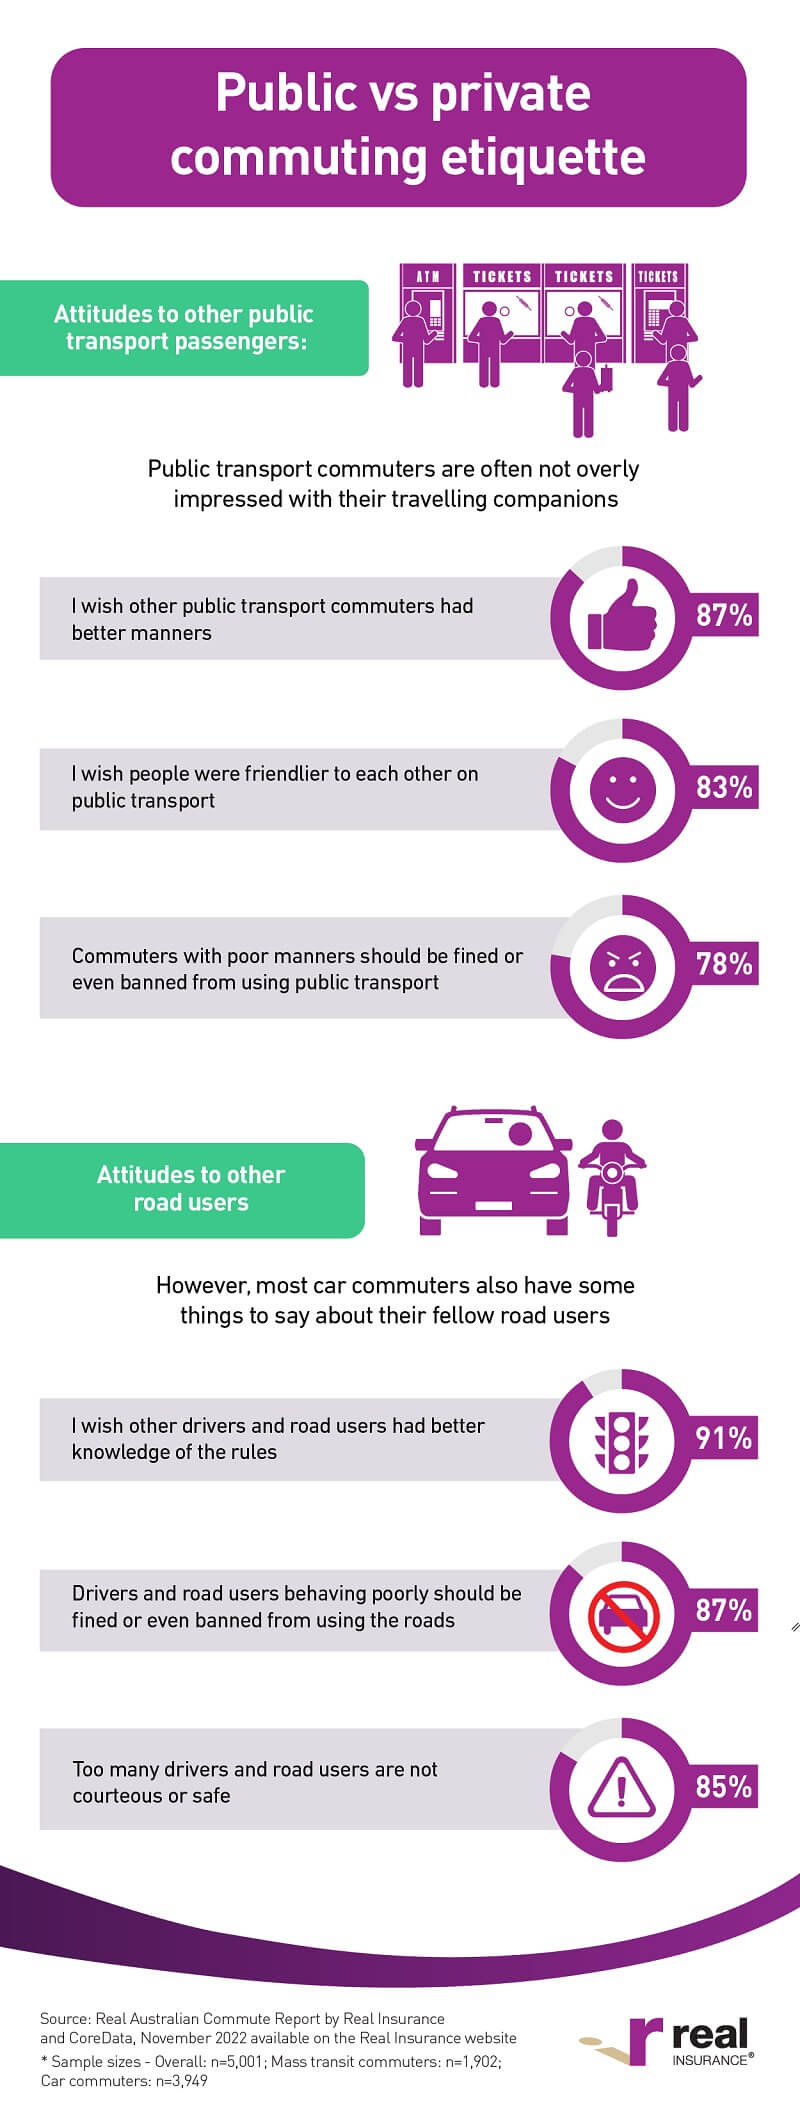 Public vs private
commuting etiquette
ATM
TICKETS
TICKETS
TICKETS
Attitudes to other public
transport passengers:
Public transport commuters are often not overly
impressed with their travelling companions
I wish other public transport commuters had
better manners
87%
I wish people were friendlier to each other on
public transport
83%
Commuters with poor manners should be fined or
even banned from using public transport
78%
Attitudes to other
road users
However, most car commuters also have some
things to say about their fellow road users
I wish other drivers and road users had better
knowledge of the rules
91%
Drivers and road users behaving poorly should be
fined or even banned from using the roads
87%
Too many drivers and road users are not
courteous or safe
85%
Source: Real Australian Commute Report by Real Insurance
and CoreData, November 2022 available on the Real Insurance website
* Sample sizes - Overall: n=5,001; Mass transit commuters: n=1,902;
Car commuters: n=3,949
real
INSURANCE®